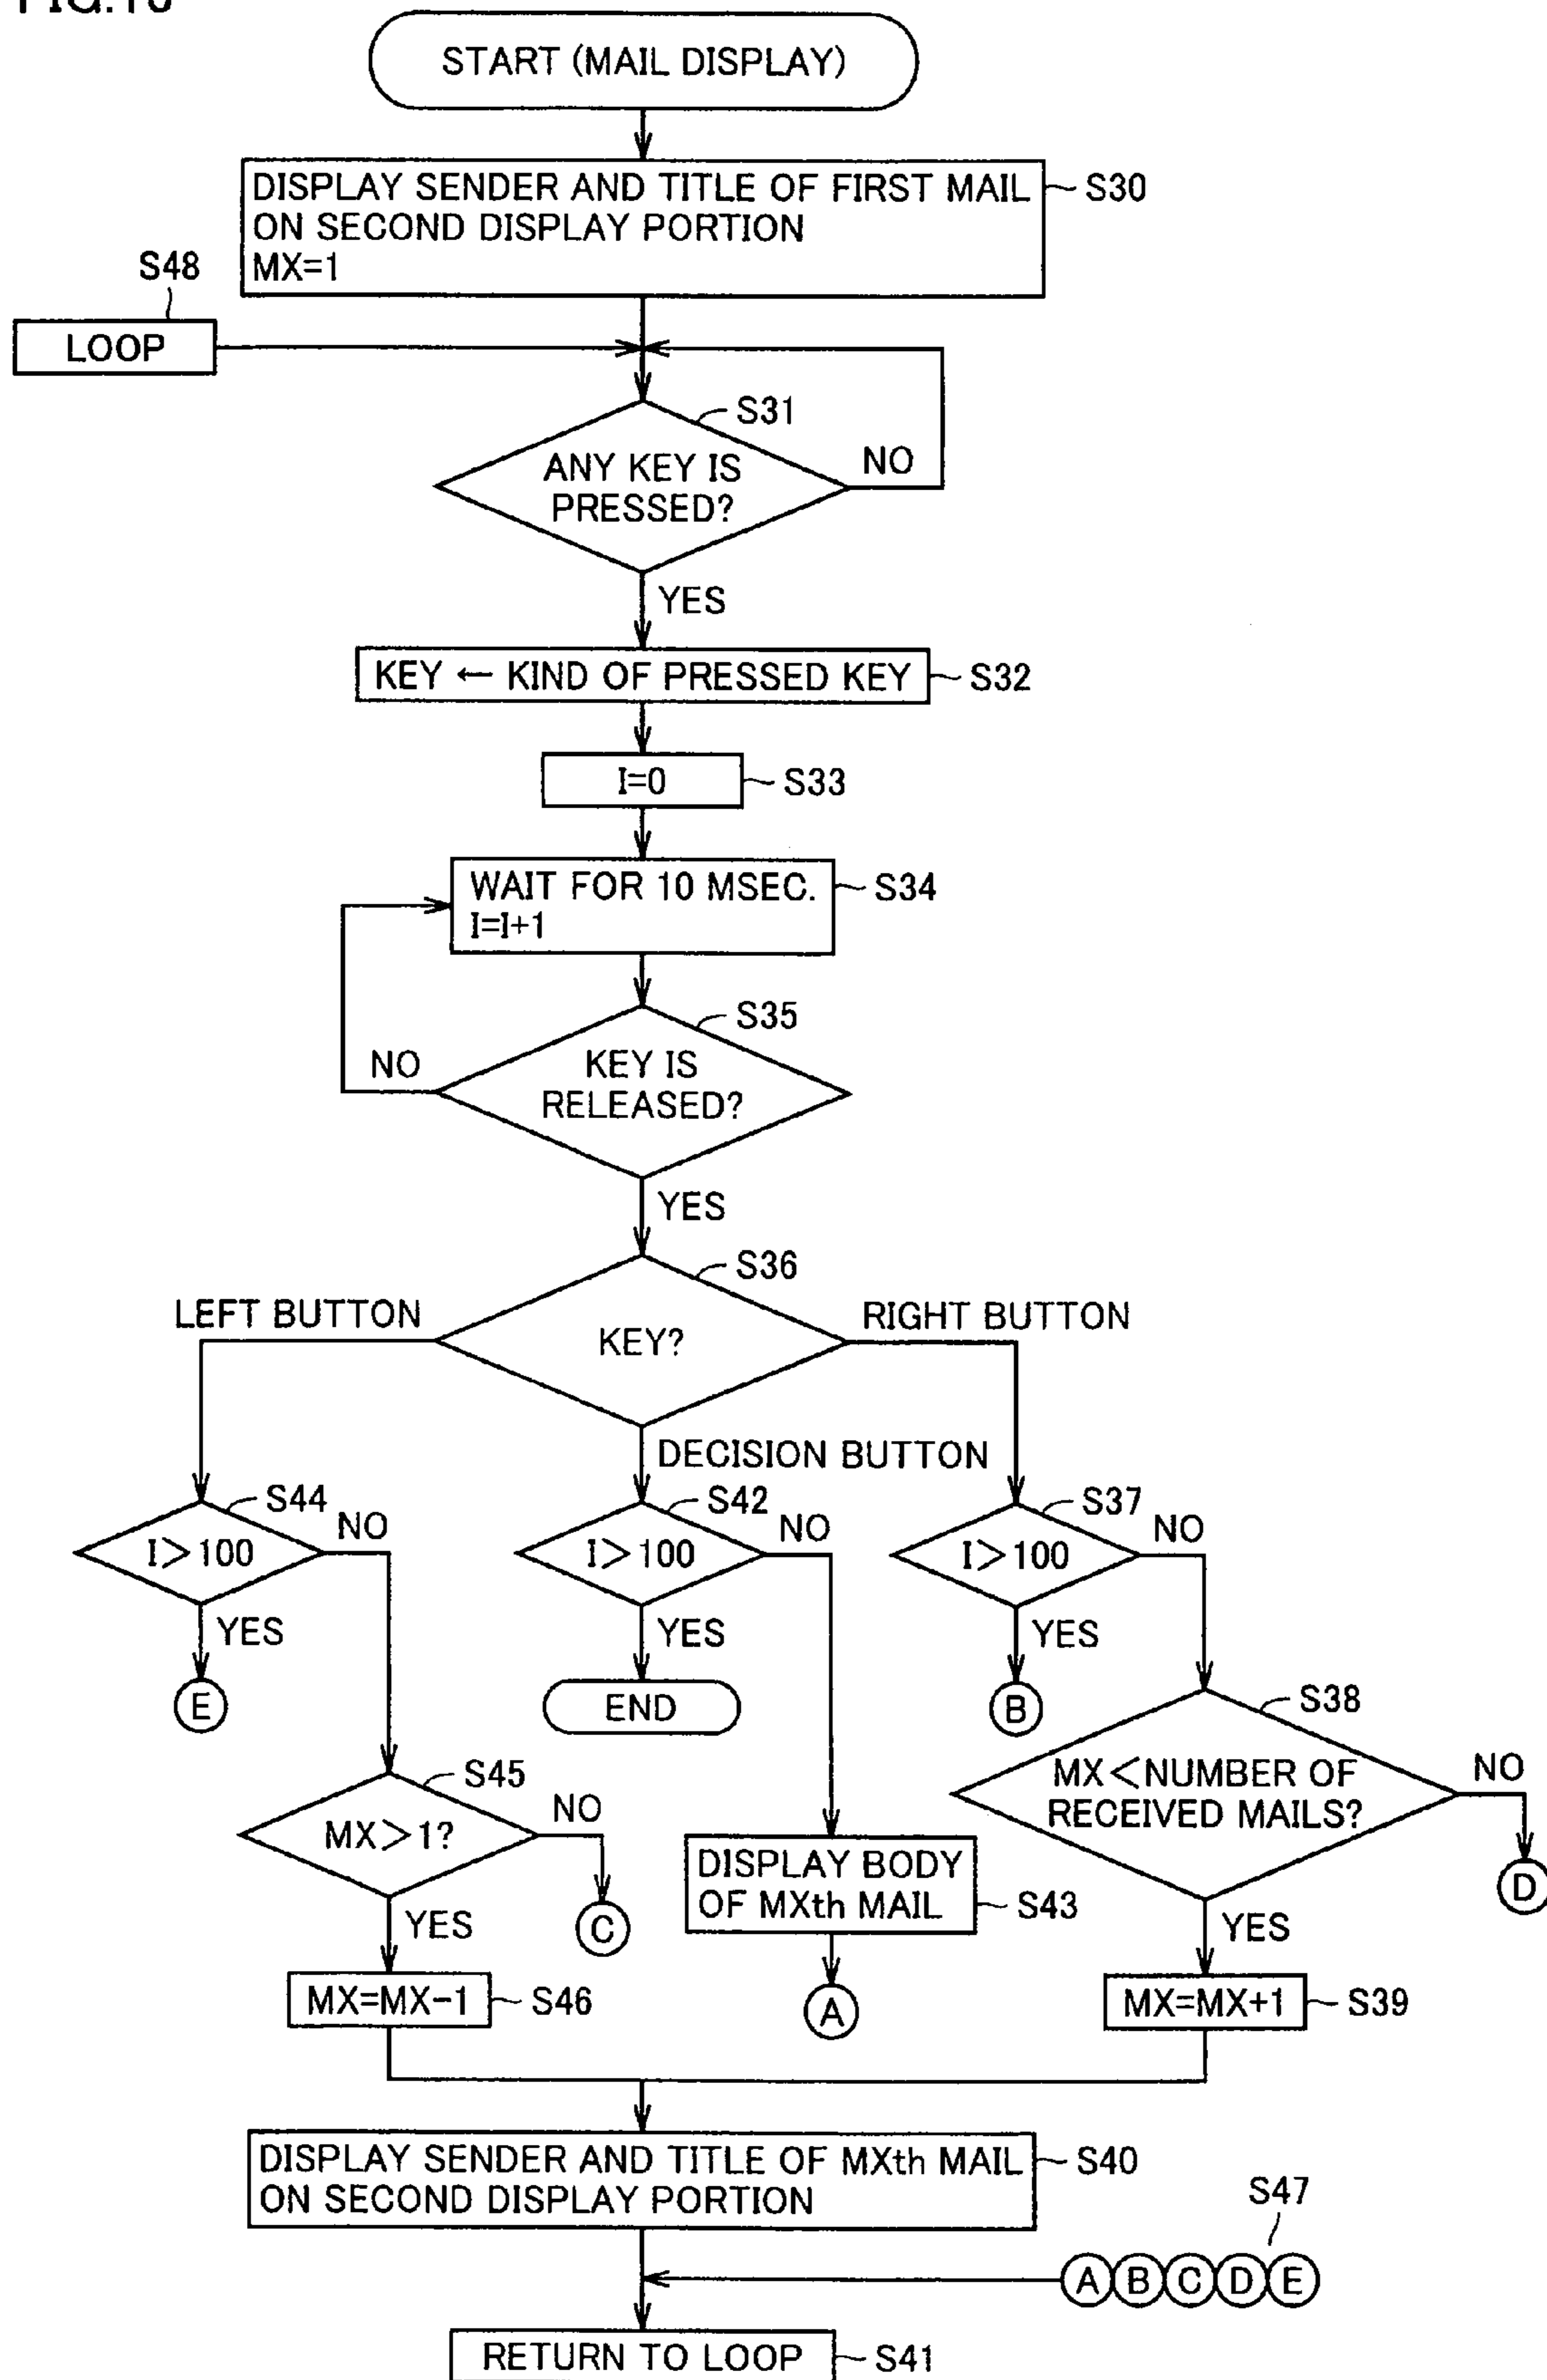 START (MAIL DISPLAY)
DISPLAY SENDER AND TITLE OF FIRST MAIL
ON SECOND DISPLAY PORTION
MX=1
S30
S48
LOOP
S31
ANY KEY IS
PRESSED?
NO
YES
KEY ← KIND OF PRESSED KEY
S32
I=0
S33
WAIT FOR 10 MSEC.
I=I+1
S34
S35
KEY IS
RELEASED?
NO
YES
S36
KEY?
LEFT BUTTON
RIGHT BUTTON
DECISION BUTTON
S44
I>100
NO
YES
E
S42
I>100
NO
YES
END
S37
I>100
NO
YES
B
S38
MX<NUMBER OF
RECEIVED MAILS?
NO
D
YES
S45
MX>1?
NO
C
YES
DISPLAY BODY
OF MXth MAIL
S43
A
MX=MX-1
S46
MX=MX+1
S39
DISPLAY SENDER AND TITLE OF MXth MAIL
ON SECOND DISPLAY PORTION
S40
S47
A B C D E
RETURN TO LOOP
S41